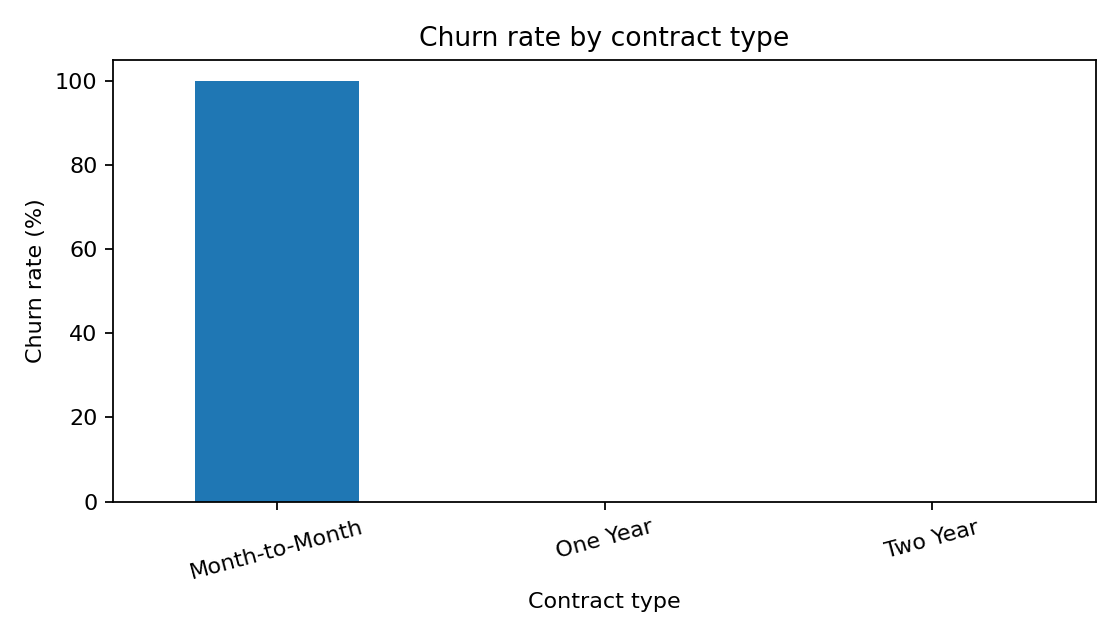 Churn rate by contract type
Churn rate (%)
100
80
60
40
20
0
Month-to-Month
One Year
Two Year
Contract type